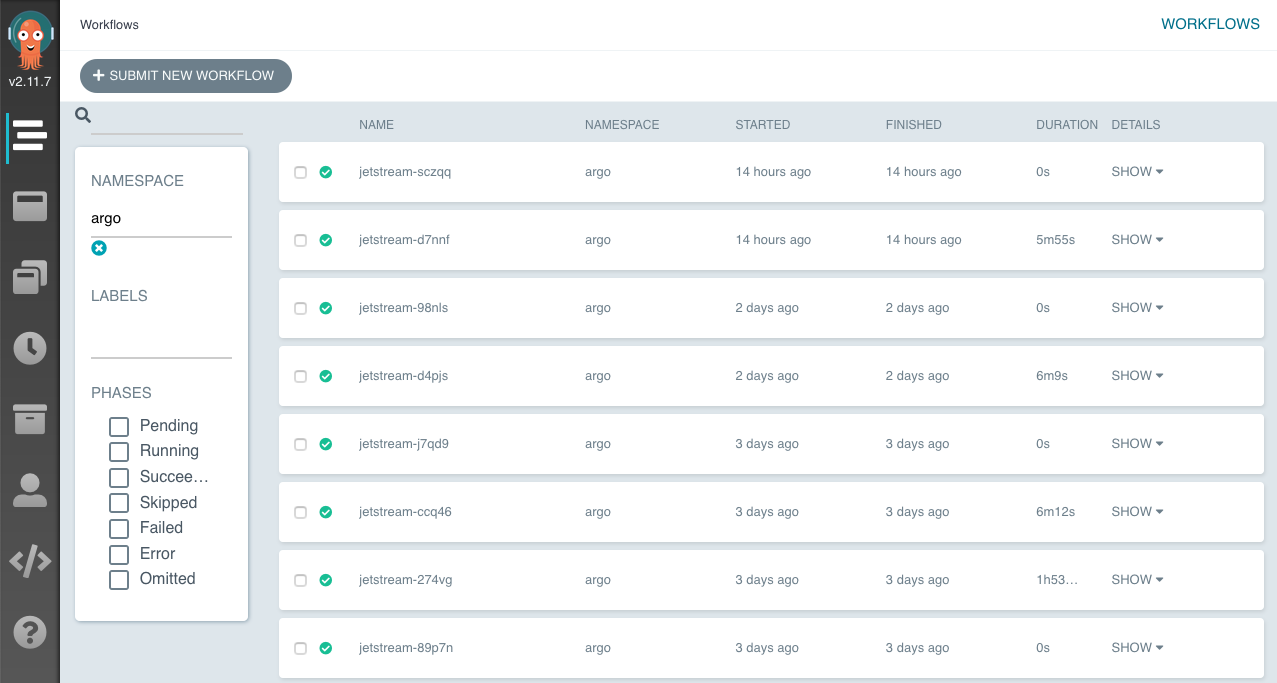 Workflows
WORKFLOWS
v2.11.7
SUBMIT NEW WORKFLOW
NAMESPACE
argo
LABELS
PHASES
Pending
Running
Succee…
Skipped
Failed
Error
Omitted
NAME NAMESPACE STARTED FINISHED DURATION DETAILS
jetstream-sczqq argo 14 hours ago 14 hours ago 0s SHOW
jetstream-d7nnf argo 14 hours ago 14 hours ago 5m55s SHOW
jetstream-98nls argo 2 days ago 2 days ago 0s SHOW
jetstream-d4pjs argo 2 days ago 2 days ago 6m9s SHOW
jetstream-j7qd9 argo 3 days ago 3 days ago 0s SHOW
jetstream-ccq46 argo 3 days ago 3 days ago 6m12s SHOW
jetstream-274vg argo 3 days ago 3 days ago 1h53… SHOW
jetstream-89p7n argo 3 days ago 3 days ago 0s SHOW